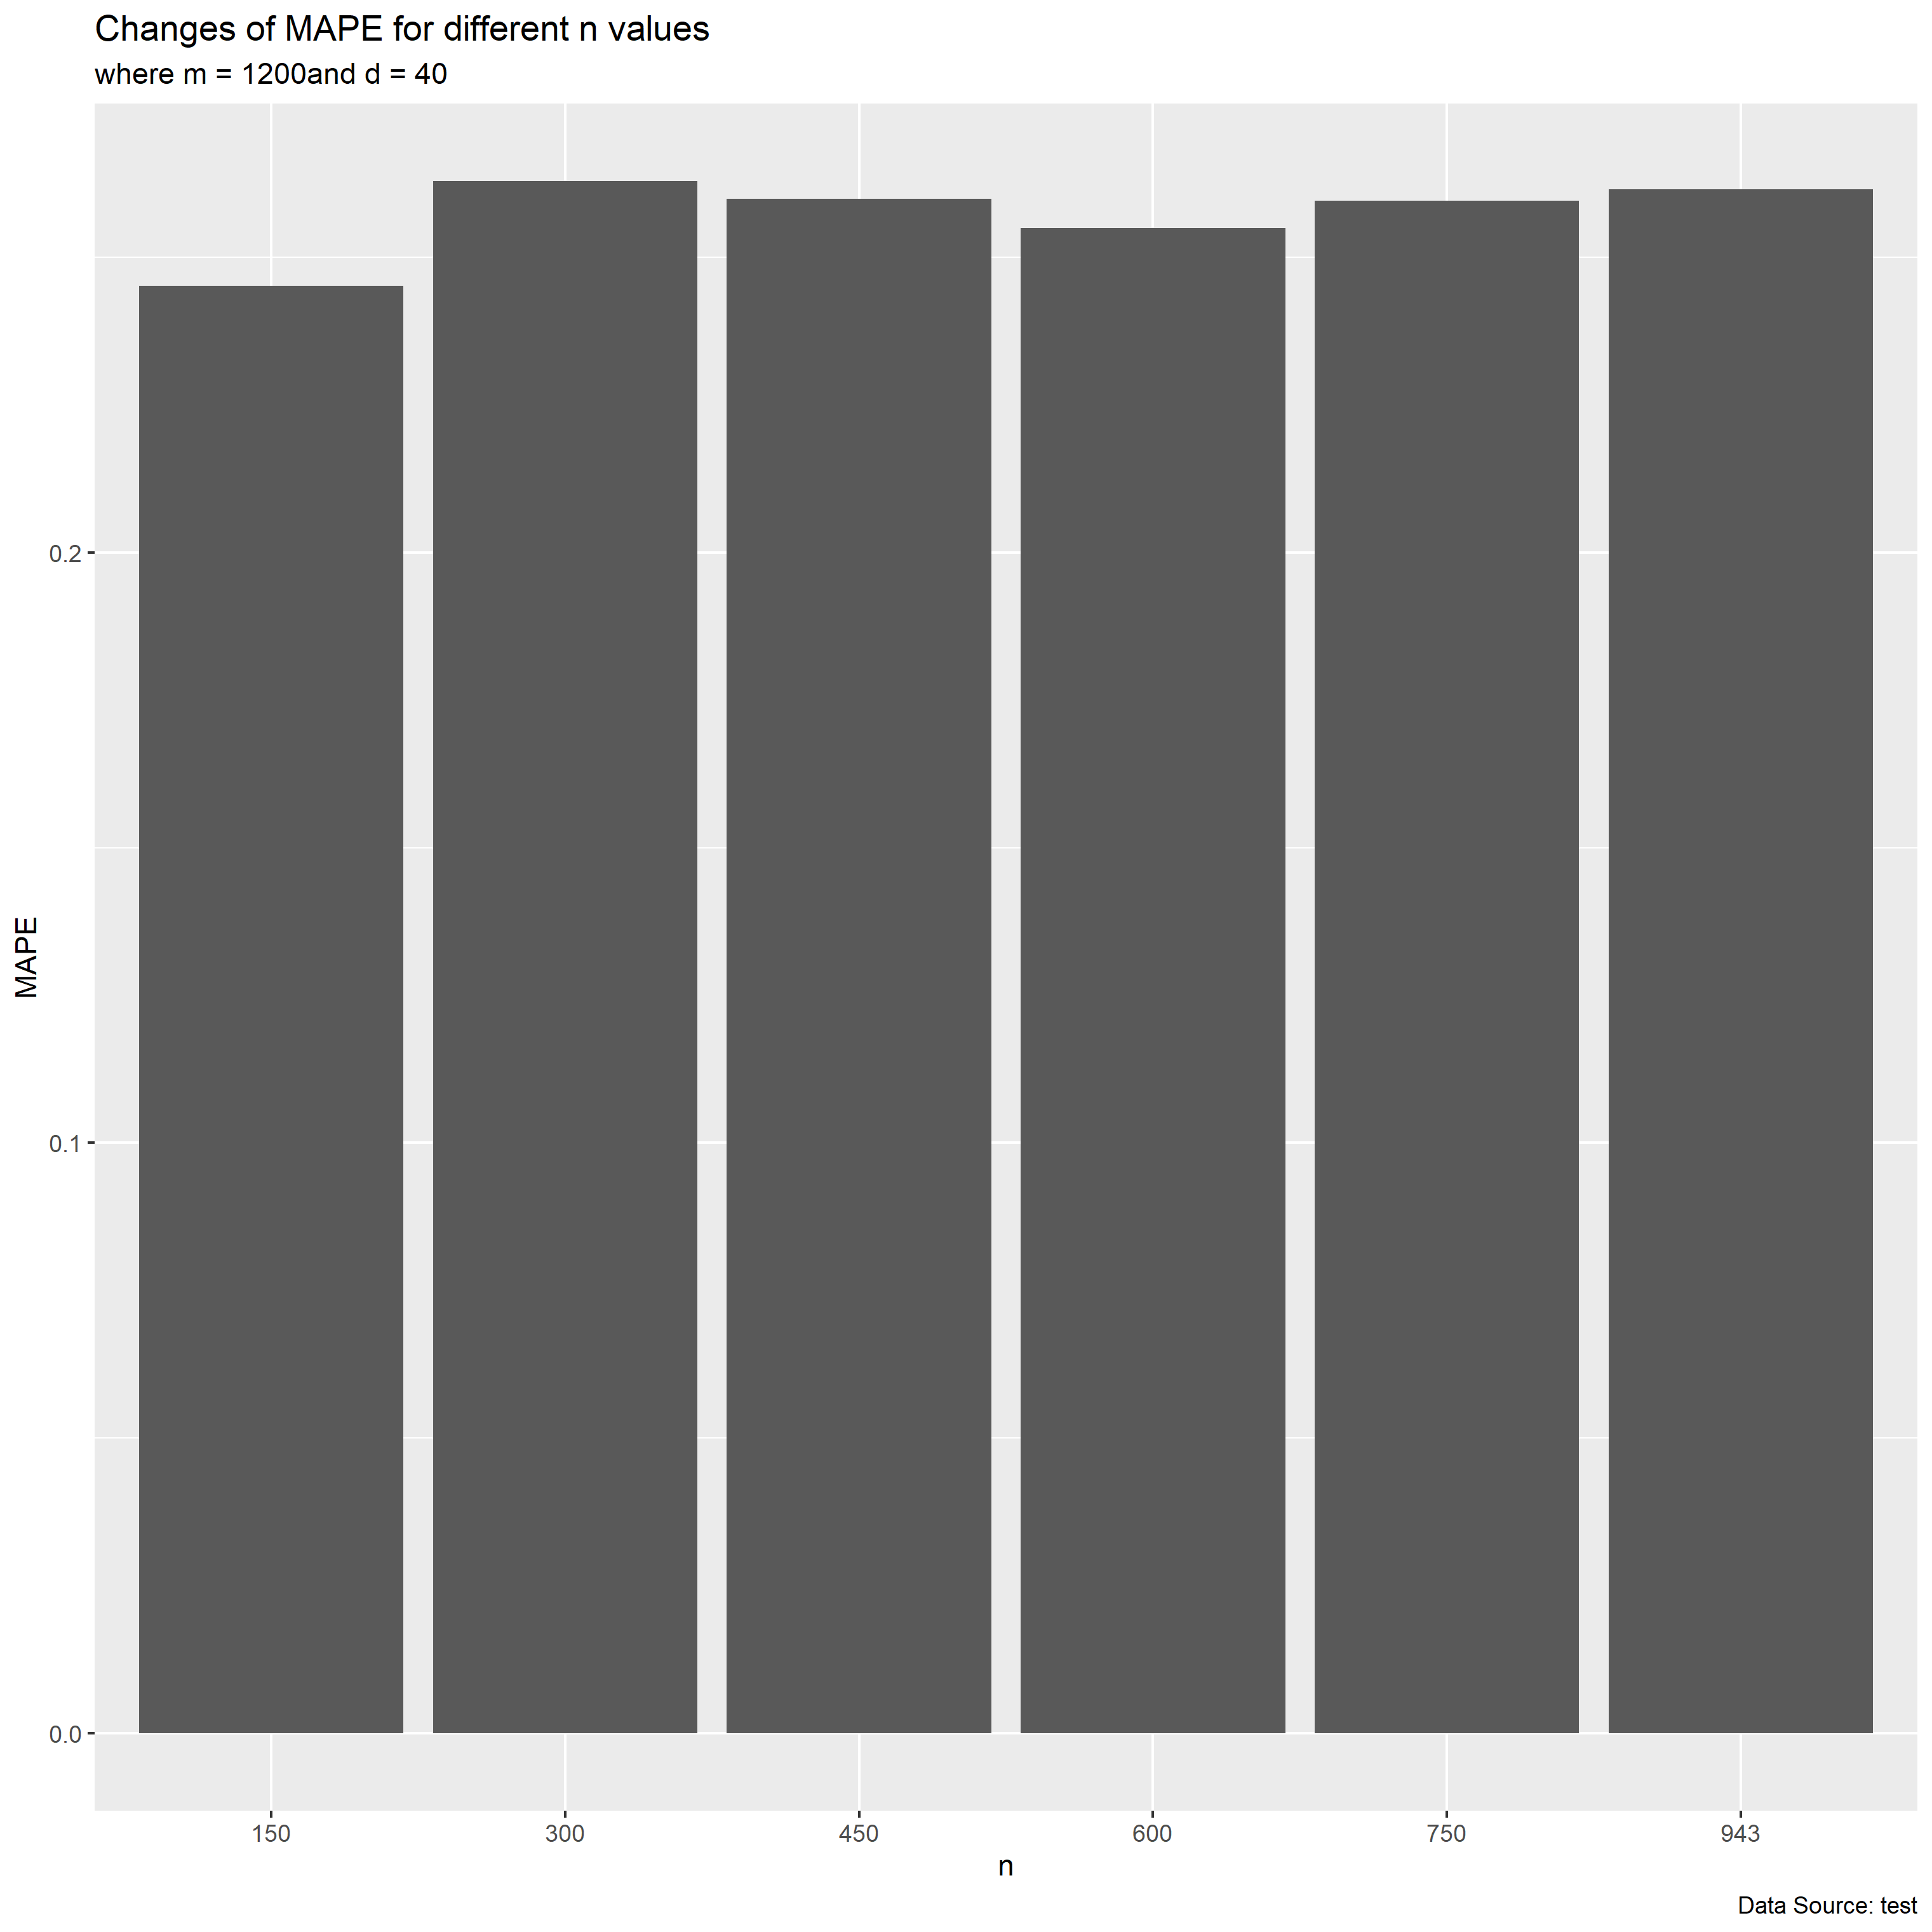 Changes of MAPE for different n values
where m = 1200and d = 40
MAPE
0.2
0.1
0.0
150 300 450 600 750 943
n
Data Source: test